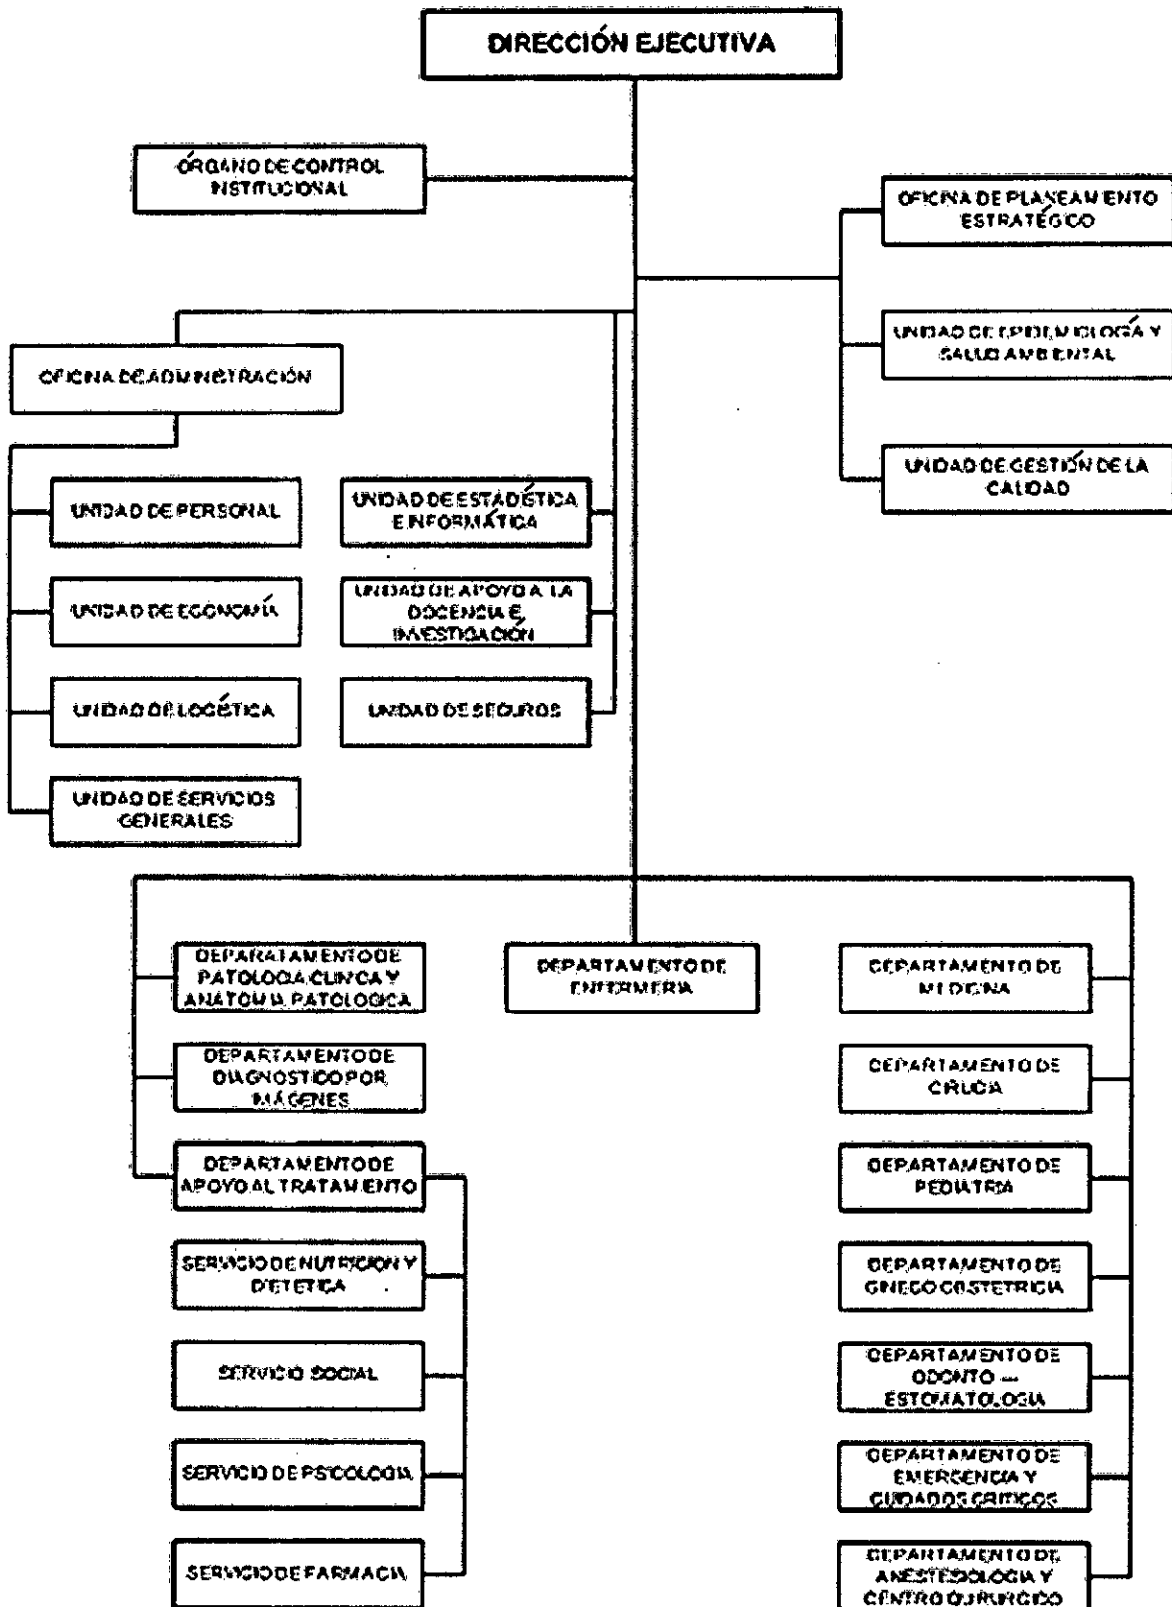 DIRECCIÓN EJECUTIVA
ÓRGANO DE CONTROL
INSTITUCIONAL
OFICINA DE PLANEAMIENTO
ESTRATÉGICO
UNIDAD DE EPIDEMIOLOGÍA Y
SALUD AMBIENTAL
UNIDAD DE GESTIÓN DE LA
CALIDAD
OFICINA DE ADMINISTRACIÓN
UNIDAD DE PERSONAL
UNIDAD DE ECONOMÍA
UNIDAD DE LOGÍSTICA
UNIDAD DE SERVICIOS
GENERALES
UNIDAD DE ESTADÍSTICA
E INFORMÁTICA
UNIDAD DE APOYO A LA
DOCENCIA E
INVESTIGACIÓN
UNIDAD DE SEGUROS
DEPARATAMENTO DE
PATOLOGIA CLINICA Y
ANATOMIA PATOLOGICA
DEPARTAMENTO DE
DIAGNOSTICO POR
IMÁGENES
DEPARTAMENTO DE
APOYO AL TRATAMIENTO
SERVICIO DE NUTRICION Y
DIETETICA
SERVICIO SOCIAL
SERVICIO DE PSICOLOGIA
SERVICIO DE FARMACIA
DEPARTAMENTO DE
ENFERMERIA
DEPARTAMENTO DE
MEDICINA
DEPARTAMENTO DE
CIRUGIA
DEPARTAMENTO DE
PEDIATRIA
DEPARTAMENTO DE
GINECO OBSTETRICIA
DEPARTAMENTO DE
ODONTO —
ESTOMATOLOGIA
DEPARTAMENTO DE
EMERGENCIA Y
CUIDADOS CRITICOS
DEPARTAMENTO DE
ANESTESIOLOGIA Y
CENTRO QUIRURGICO